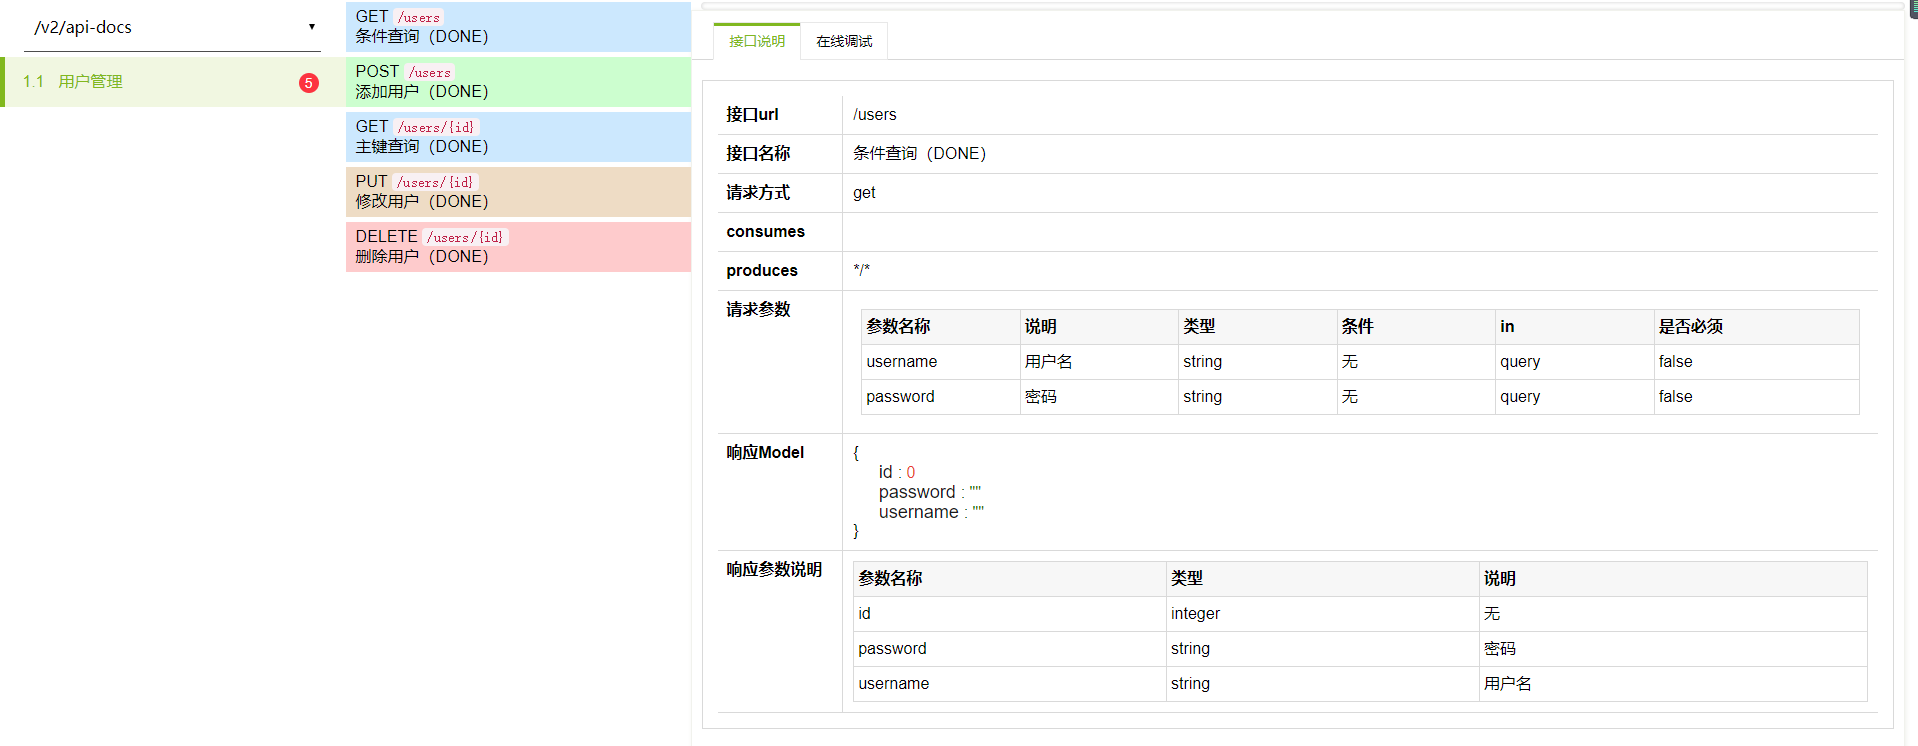 /v2/api-docs
1.1 用户管理 5
GET /users
条件查询（DONE）
POST /users
添加用户（DONE）
GET /users/{id}
主键查询（DONE）
PUT /users/{id}
修改用户（DONE）
DELETE /users/{id}
删除用户（DONE）
接口说明 在线调试
接口url /users
接口名称 条件查询（DONE）
请求方式 get
consumes
produces */*
请求参数
参数名称 说明 类型 条件 in 是否必须
username 用户名 string 无 query false
password 密码 string 无 query false
响应Model {
id : 0
password : ""
username : ""
}
响应参数说明
参数名称 类型 说明
id integer 无
password string 密码
username string 用户名